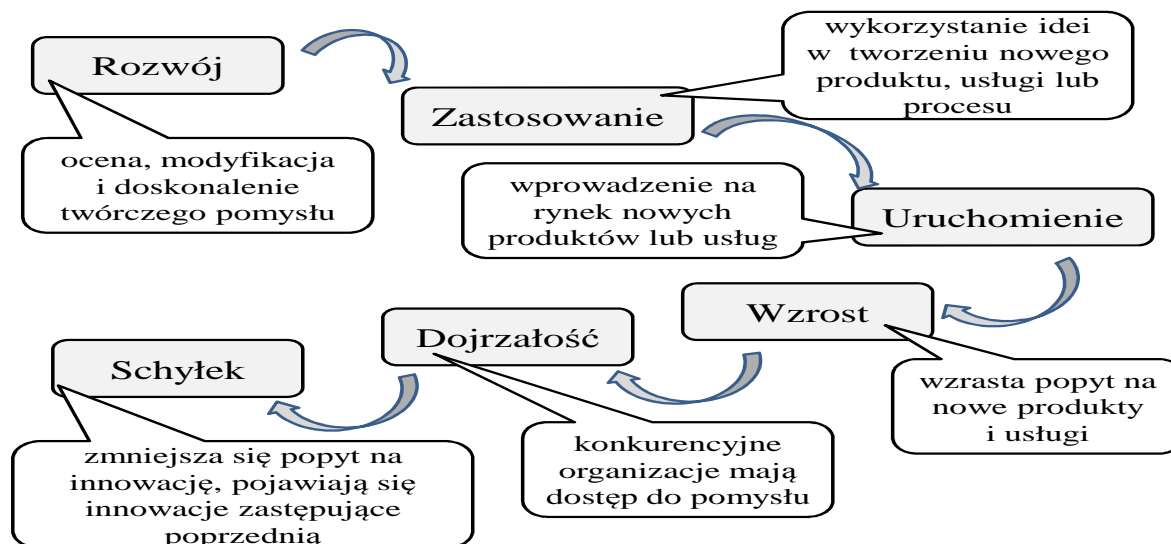 Rozwój
ocena, modyfikacja
i doskonalenie
twórczego pomysłu
Zastosowanie
wykorzystanie idei
w tworzeniu nowego
produktu, usługi lub
procesu
Uruchomienie
wprowadzenie na
rynek nowych
produktów lub usług
Wzrost
wzrasta popyt na
nowe produkty
i usługi
Dojrzałość
konkurencyjne
organizacje mają
dostęp do pomysłu
Schyłek
zmniejsza się popyt na
innowację, pojawiają się
innowacje zastępujące
poprzednią